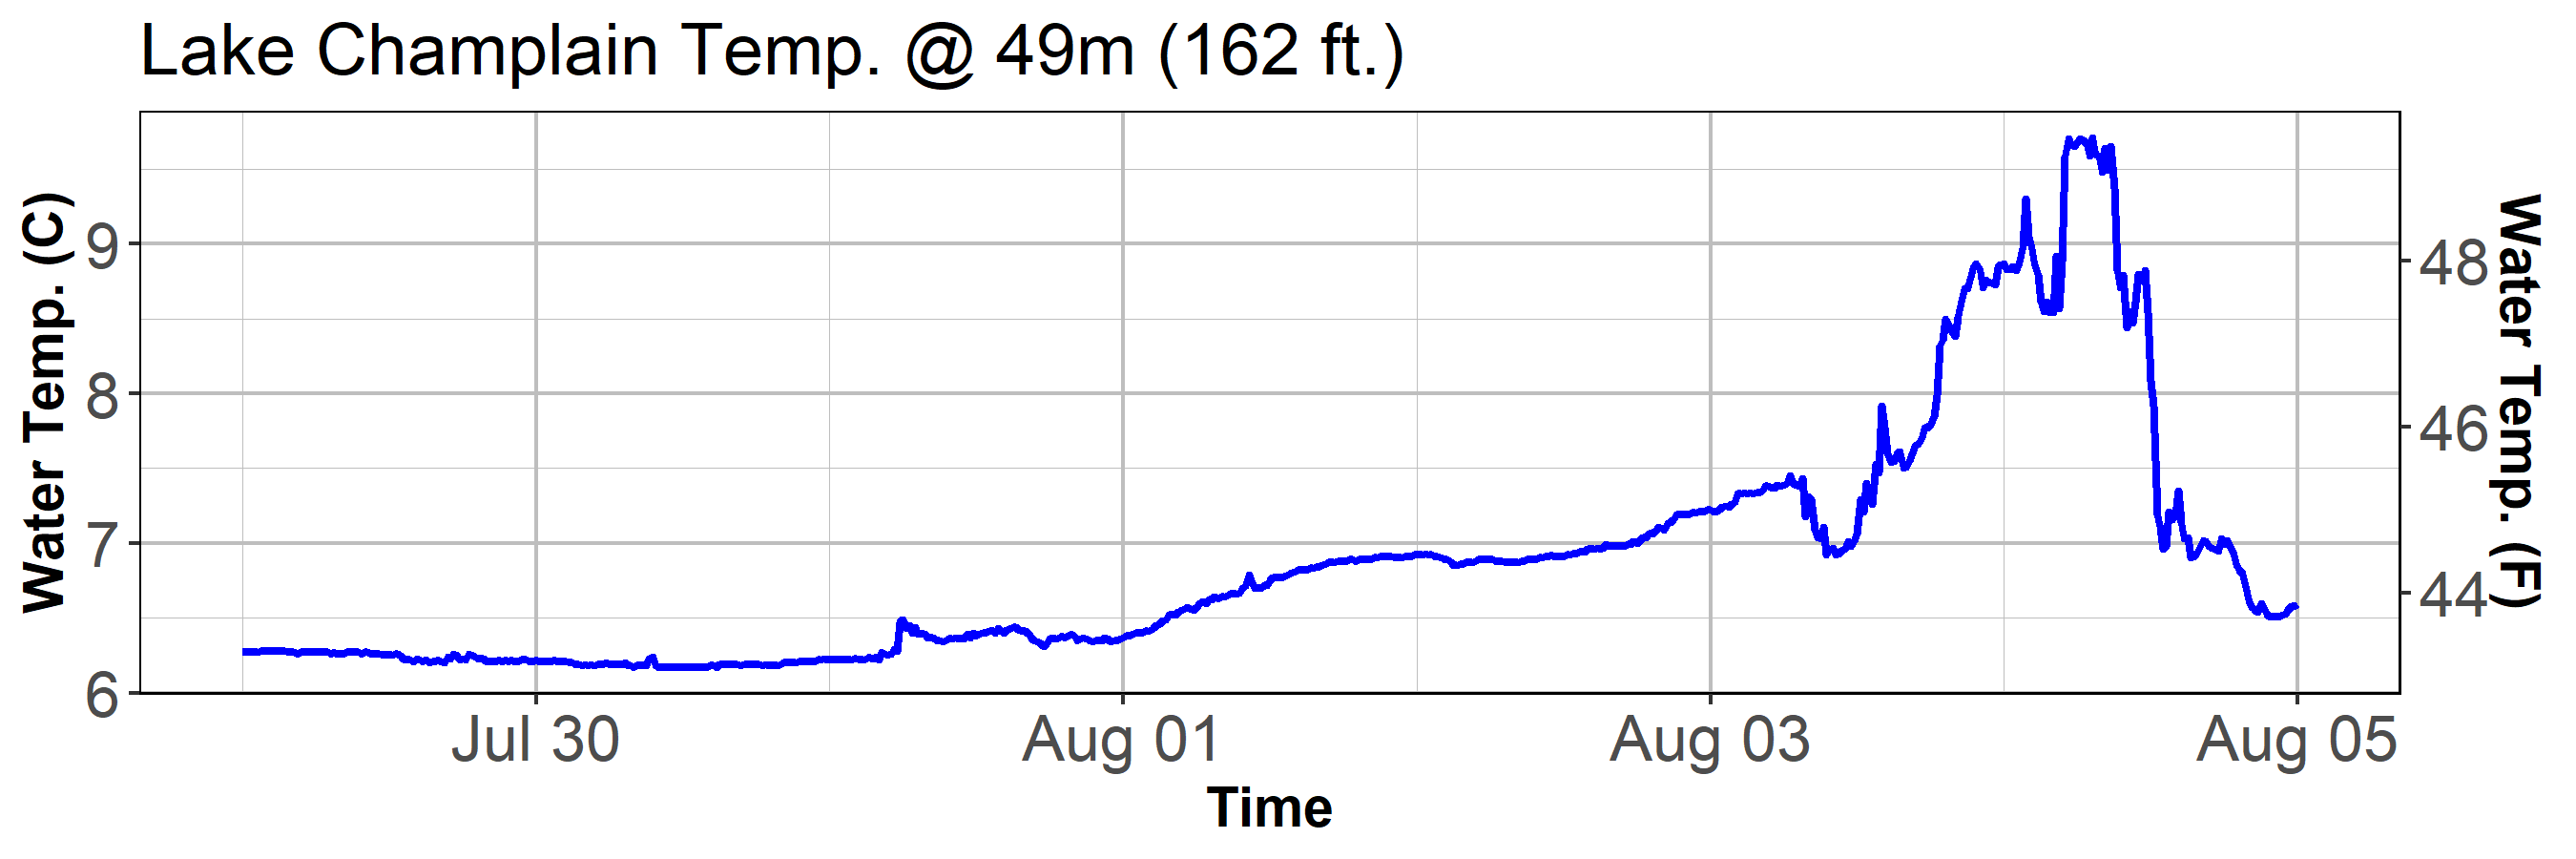 Lake Champlain Temp. @ 49m (162 ft.)
Water Temp. (C)
9
8
7
6
48
46
44
Water Temp. (F)
Jul 30 Aug 01 Aug 03 Aug 05
Time